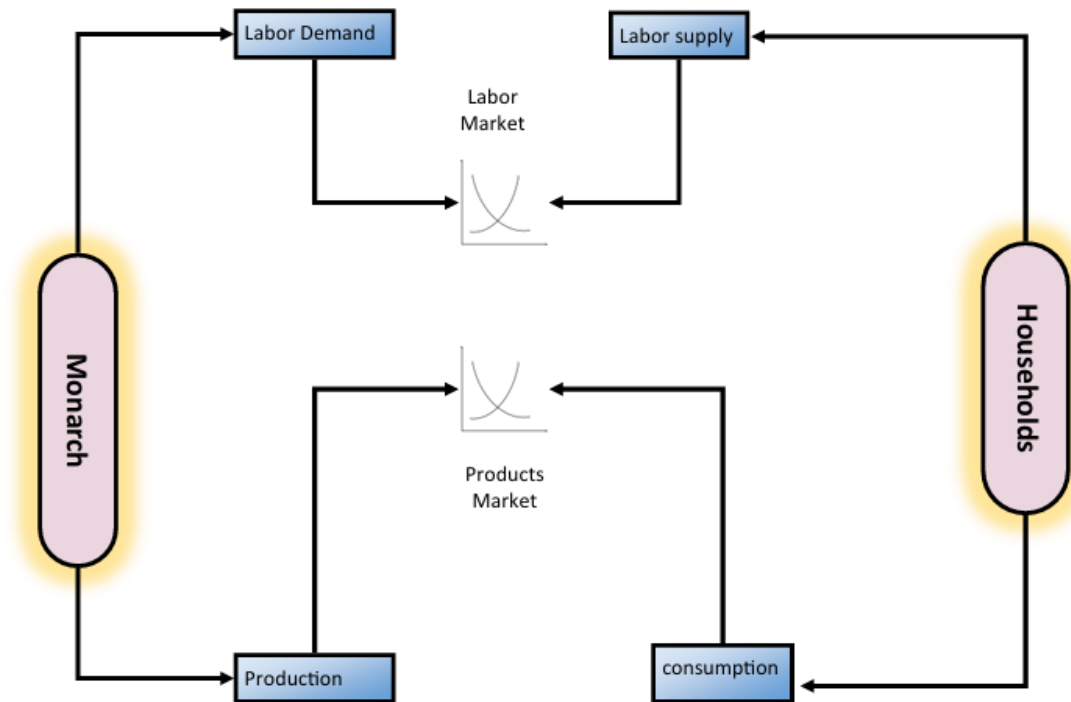 Labor Demand
Labor supply
Labor
Market
Monarch
Households
Products
Market
Production
consumption